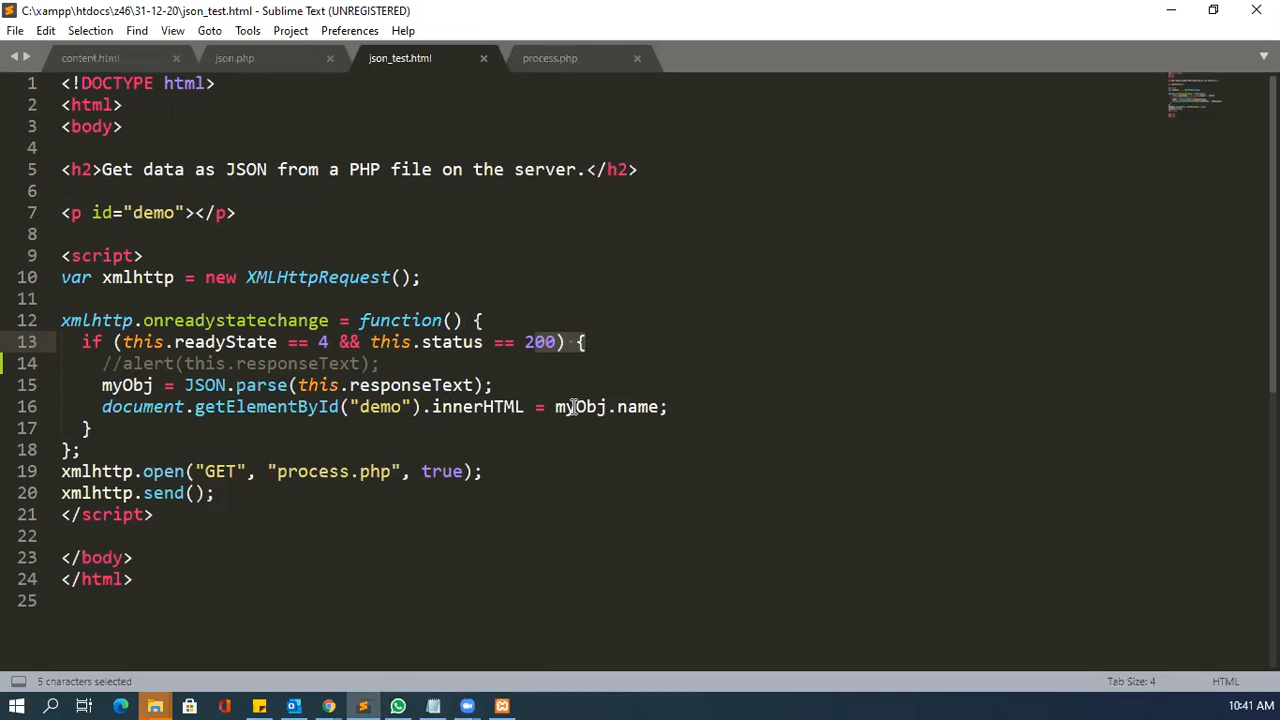 C:\xampp\htdocs\z46\31-12-20\json_test.html - Sublime Text (UNREGISTERED)
File Edit Selection Find View Goto Tools Project Preferences Help
content.html json.php json_test.html process.php
1 <!DOCTYPE html>
2 <html>
3 <body>
4
5 <h2>Get data as JSON from a PHP file on the server.</h2>
6
7 <p id="demo"></p>
8
9 <script>
10 var xmlhttp = new XMLHttpRequest();
11
12 xmlhttp.onreadystatechange = function() {
13 if (this.readyState == 4 && this.status == 200) {
14 //alert(this.responseText);
15 myObj = JSON.parse(this.responseText);
16 document.getElementById("demo").innerHTML = myObj.name;
17 }
18 };
19 xmlhttp.open("GET", "process.php", true);
20 xmlhttp.send();
21 </script>
22
23 </body>
24 </html>
25
5 characters selected Tab Size: 4 HTML
10:41 AM